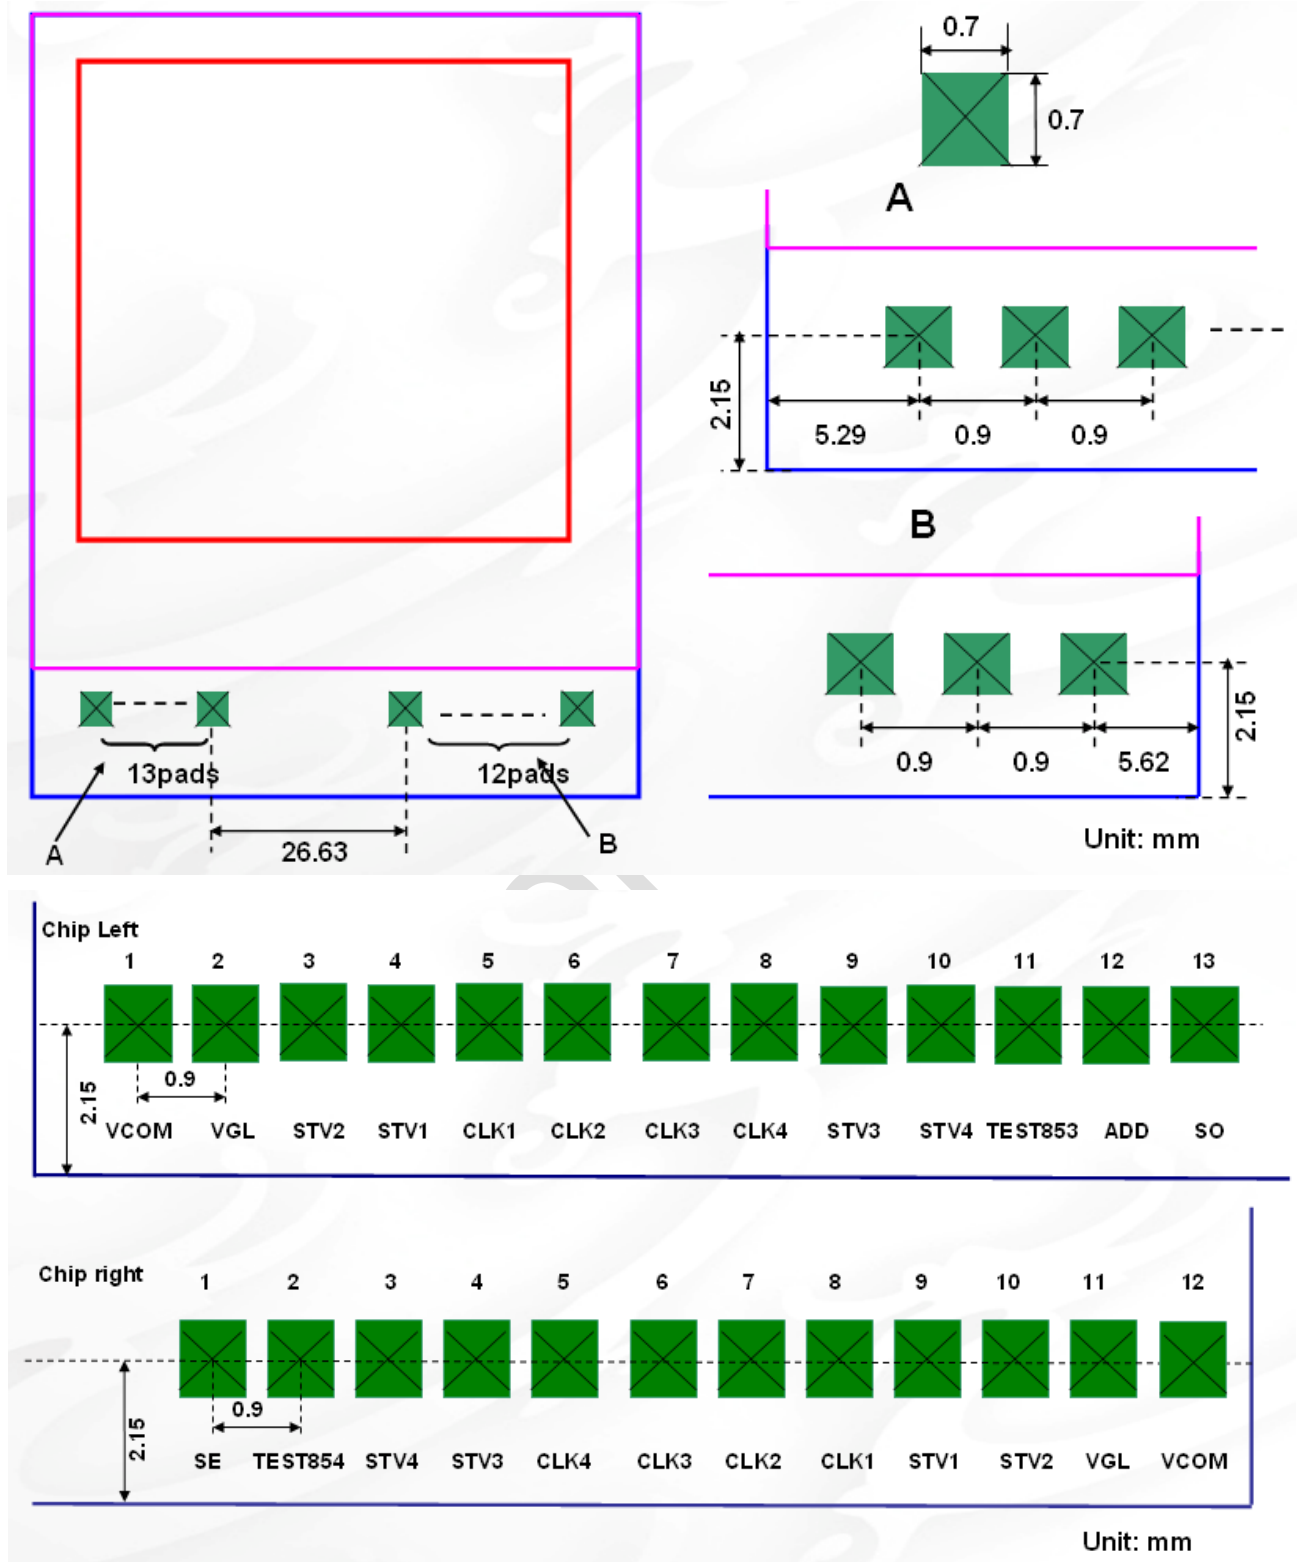 0.7
0.7
A
2.15
5.29 0.9 0.9
B
0.9 0.9 5.62
2.15
Unit: mm
13pads 12pads
A 26.63 B
Chip Left
1 2 3 4 5 6 7 8 9 10 11 12 13
0.9
2.15
VCOM VGL STV2 STV1 CLK1 CLK2 CLK3 CLK4 STV3 STV4 TEST853 ADD SO
Chip right
1 2 3 4 5 6 7 8 9 10 11 12
0.9
2.15
SE TEST854 STV4 STV3 CLK4 CLK3 CLK2 CLK1 STV1 STV2 VGL VCOM
Unit: mm